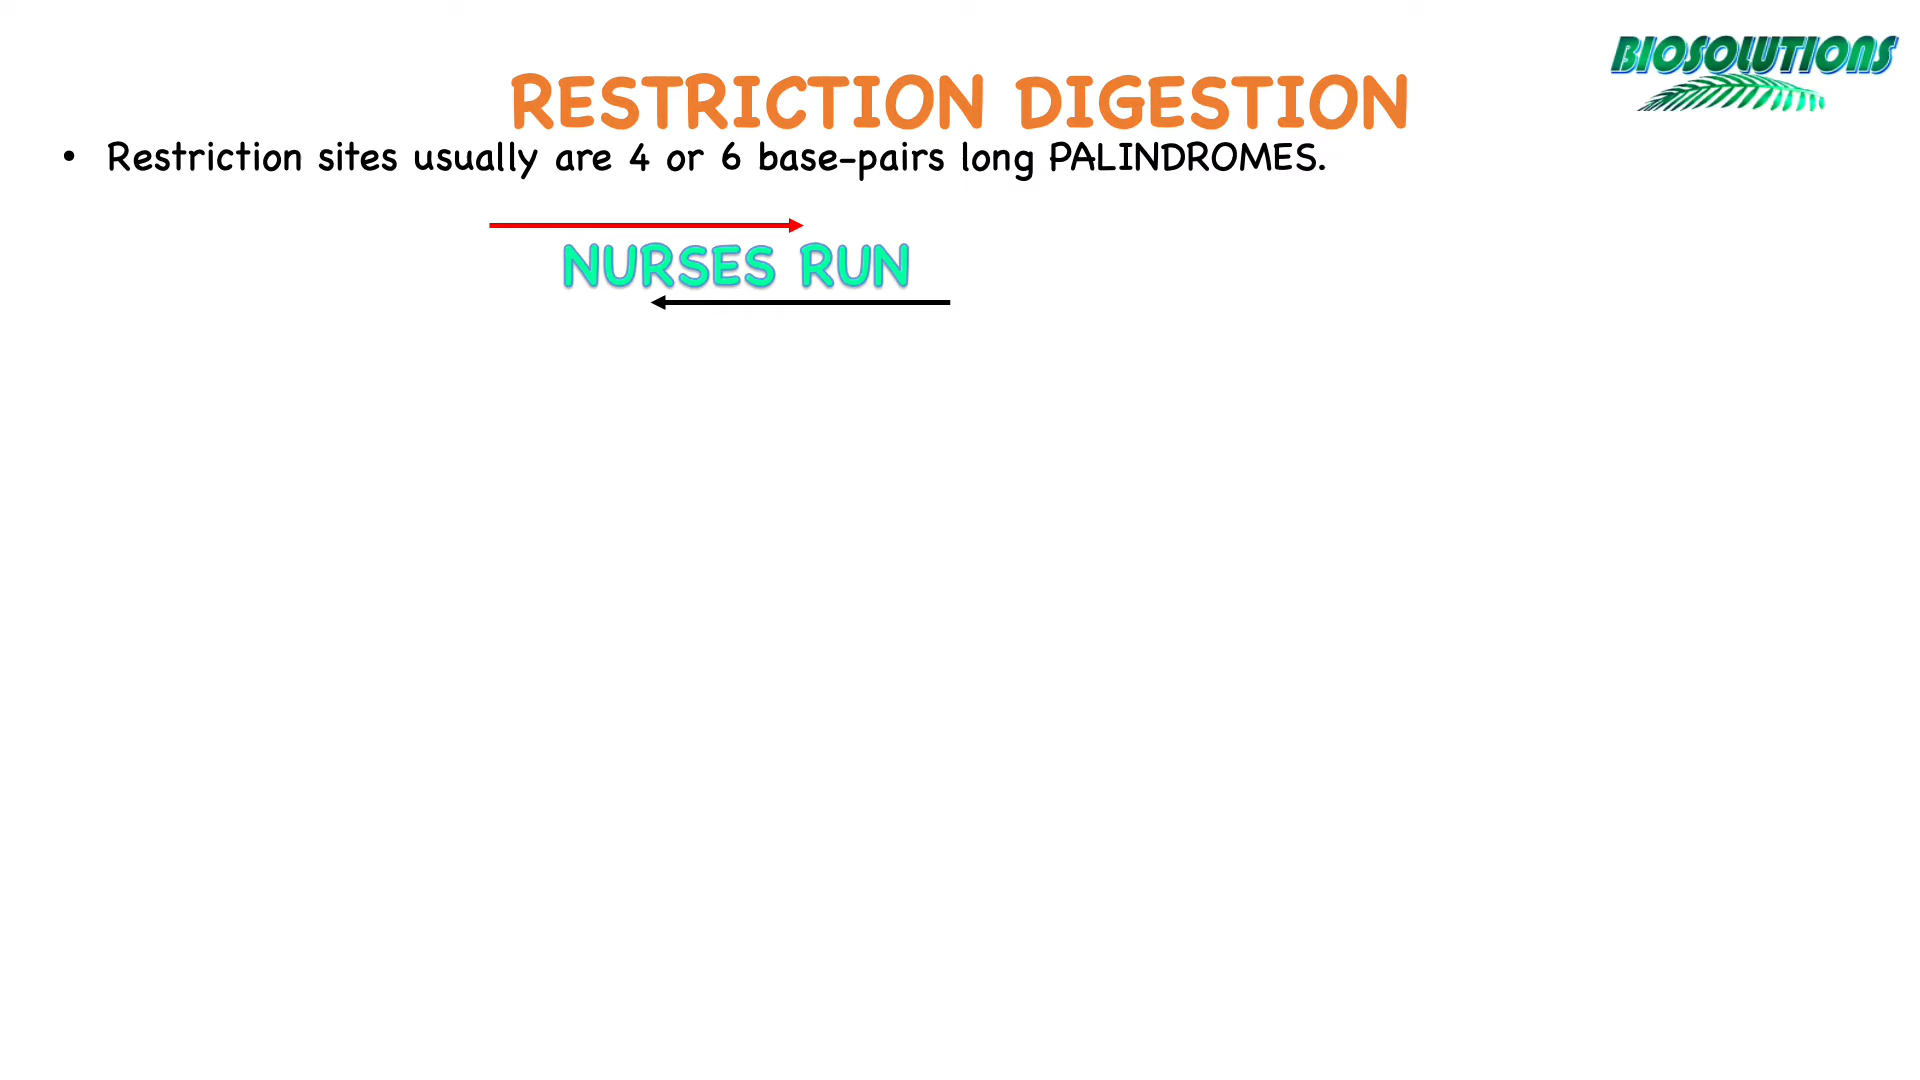 BIOSOLUTIONS
RESTRICTION DIGESTION
• Restriction sites usually are 4 or 6 base-pairs long PALINDROMES.
NURSES RUN